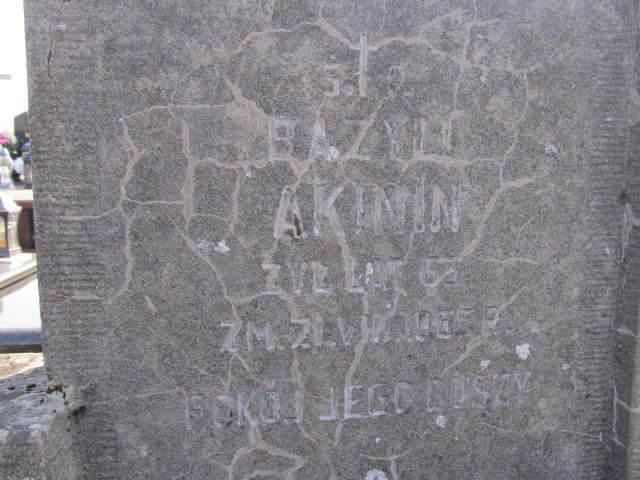 BAZYLI
AKININ
ŻYŁ LAT
ZM. 21.VIII.1965 R.
POKÓJ JEGO DUSZY